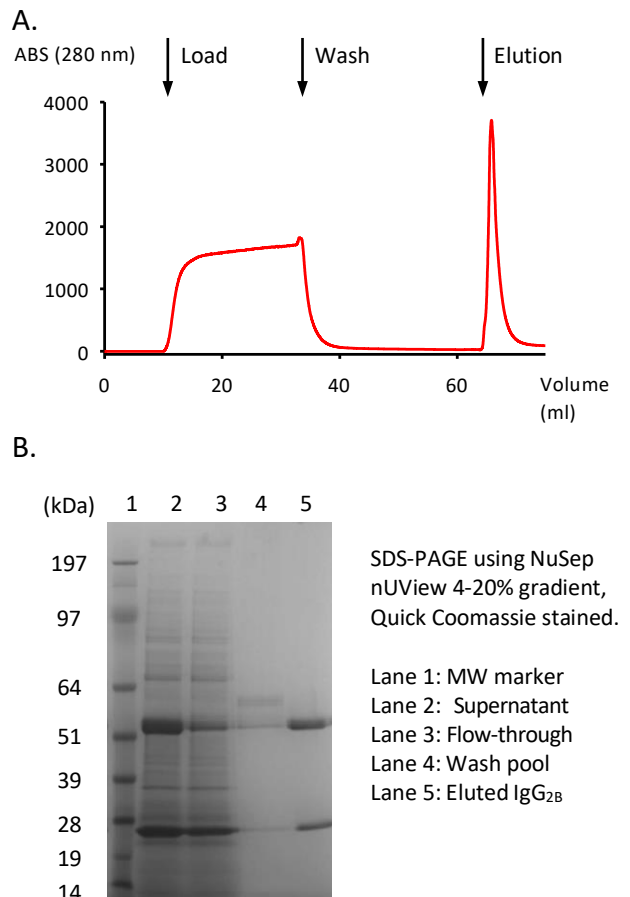 A.
ABS (280 nm) Load Wash Elution
4000
3000
2000
1000
0
0 20 40 60 Volume
(ml)
B.
(kDa) 1 2 3 4 5
197
97
64
51
39
28
19
14
SDS-PAGE using NuSep
nUView 4-20% gradient,
Quick Coomassie stained.
Lane 1: MW marker
Lane 2: Supernatant
Lane 3: Flow-through
Lane 4: Wash pool
Lane 5: Eluted IgG2B